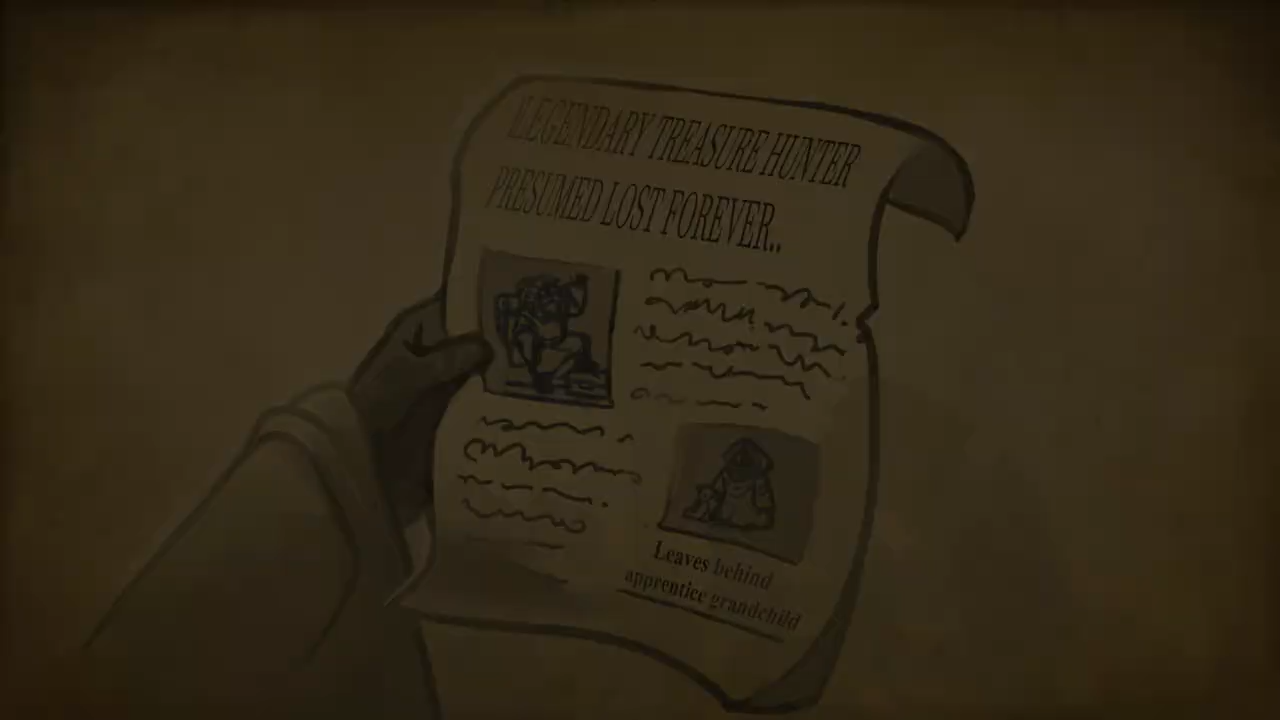 LEGENDARY TREASURE HUNTER
PRESUMED LOST FOREVER..
Leaves behind
apprentice grandchild